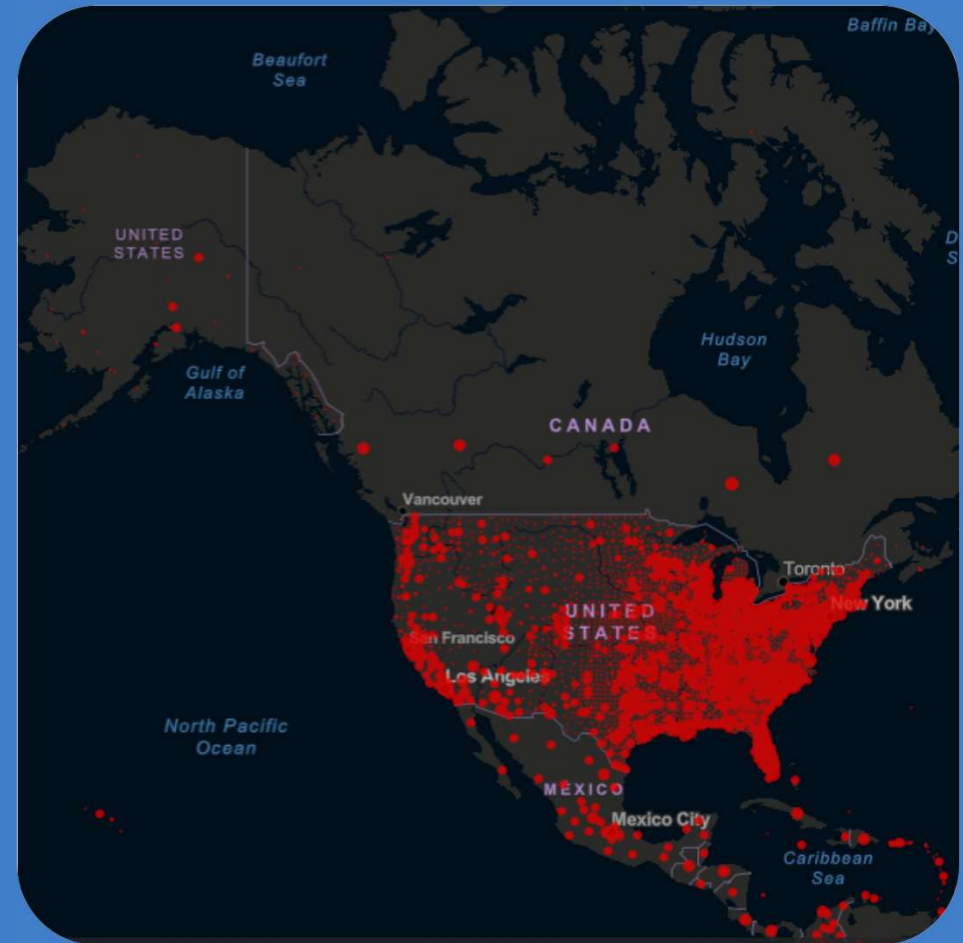 Baffin Bay
Beaufort
Sea
UNITED
STATES
D
S
Hudson
Bay
Gulf of
Alaska
CANADA
Vancouver
Toronto
New York
UNITED
STATES
San Francisco
Los Angeles
North Pacific
Ocean
MEXICO
Mexico City
Caribbean
Sea